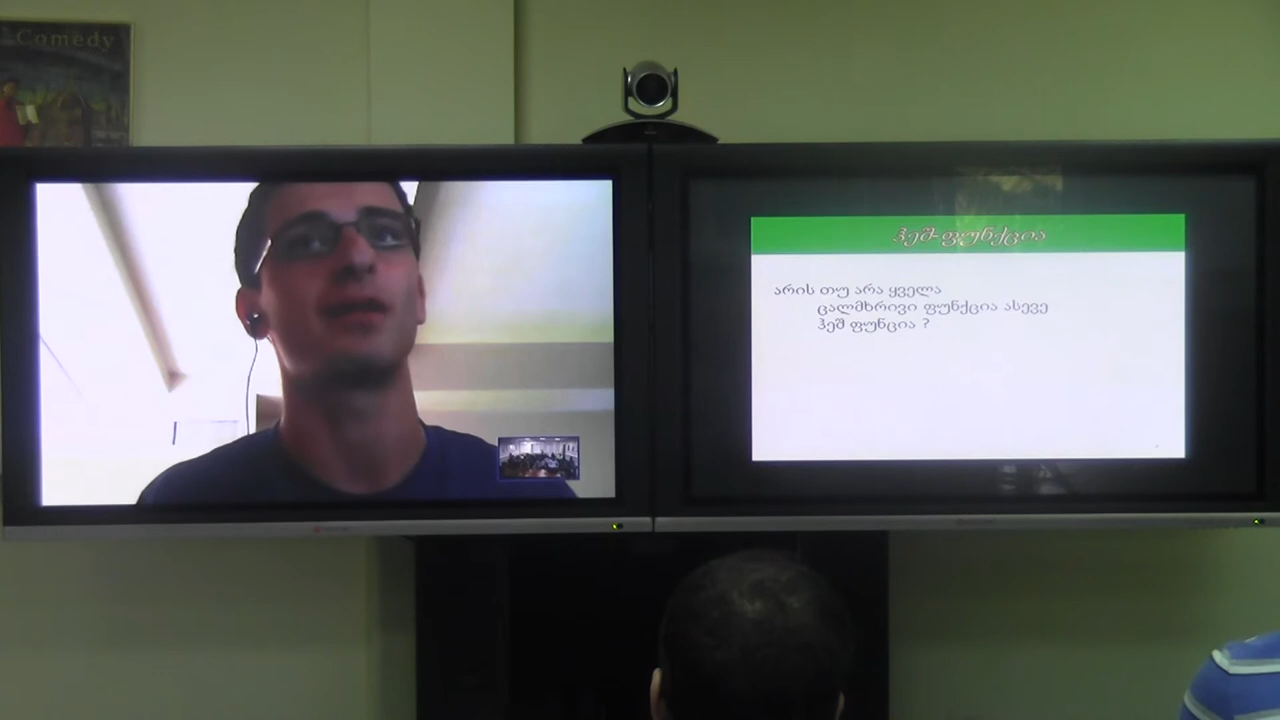 Comedy
ჰეშ-ფუნქცია
არის თუ არა ყველა
ცალმხრივი ფუნქცია ასევე
ჰეშ ფუნცია ?